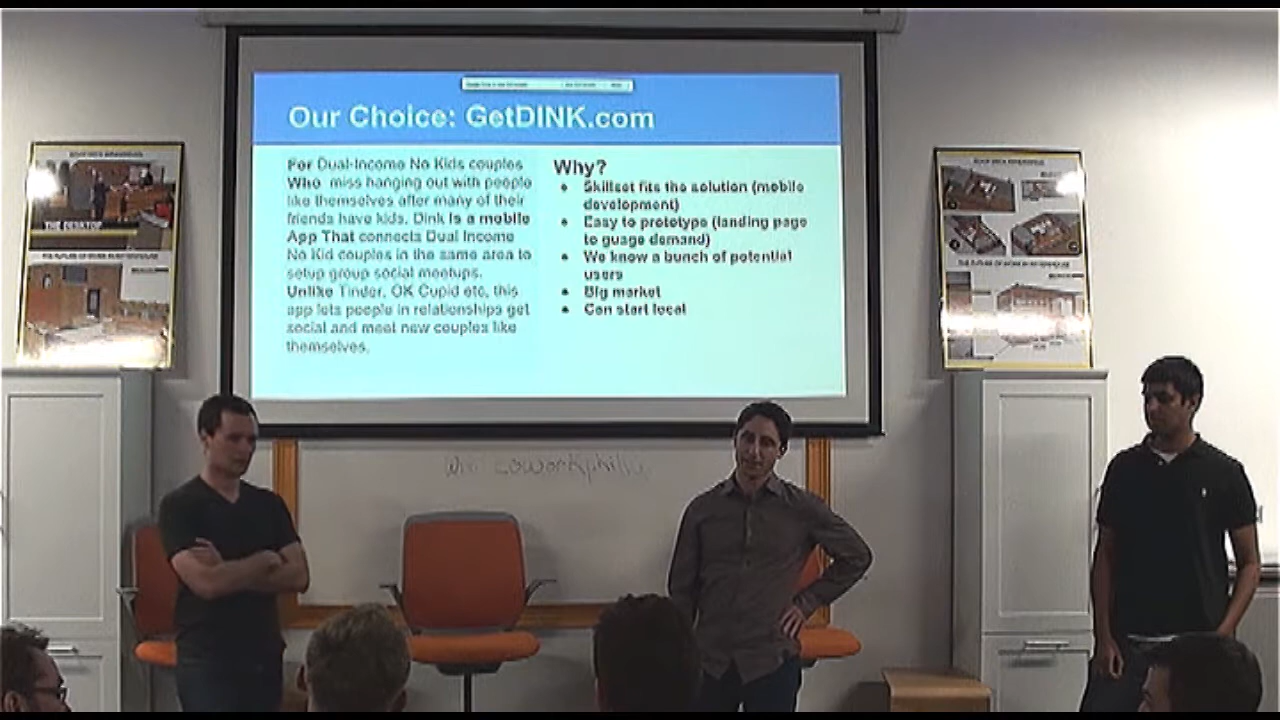 Our Choice: GetDINK.com
For Dual-Income No Kids couples
Who miss hanging out with people
like themselves after many of their
friends have kids. Dink is a mobile
App That connects Dual Income
No Kid couples in the same area to
setup group social meetups.
Unlike Tinder, OK Cupid etc, this
app lets people in relationships get
social and meet new couples like
themselves.
Why?
Skillset fits the solution (mobile
development)
Easy to prototype (landing page
to guage demand)
We know a bunch of potential
users
Big market
Can start local
THE DESKTOP
coworkphilly